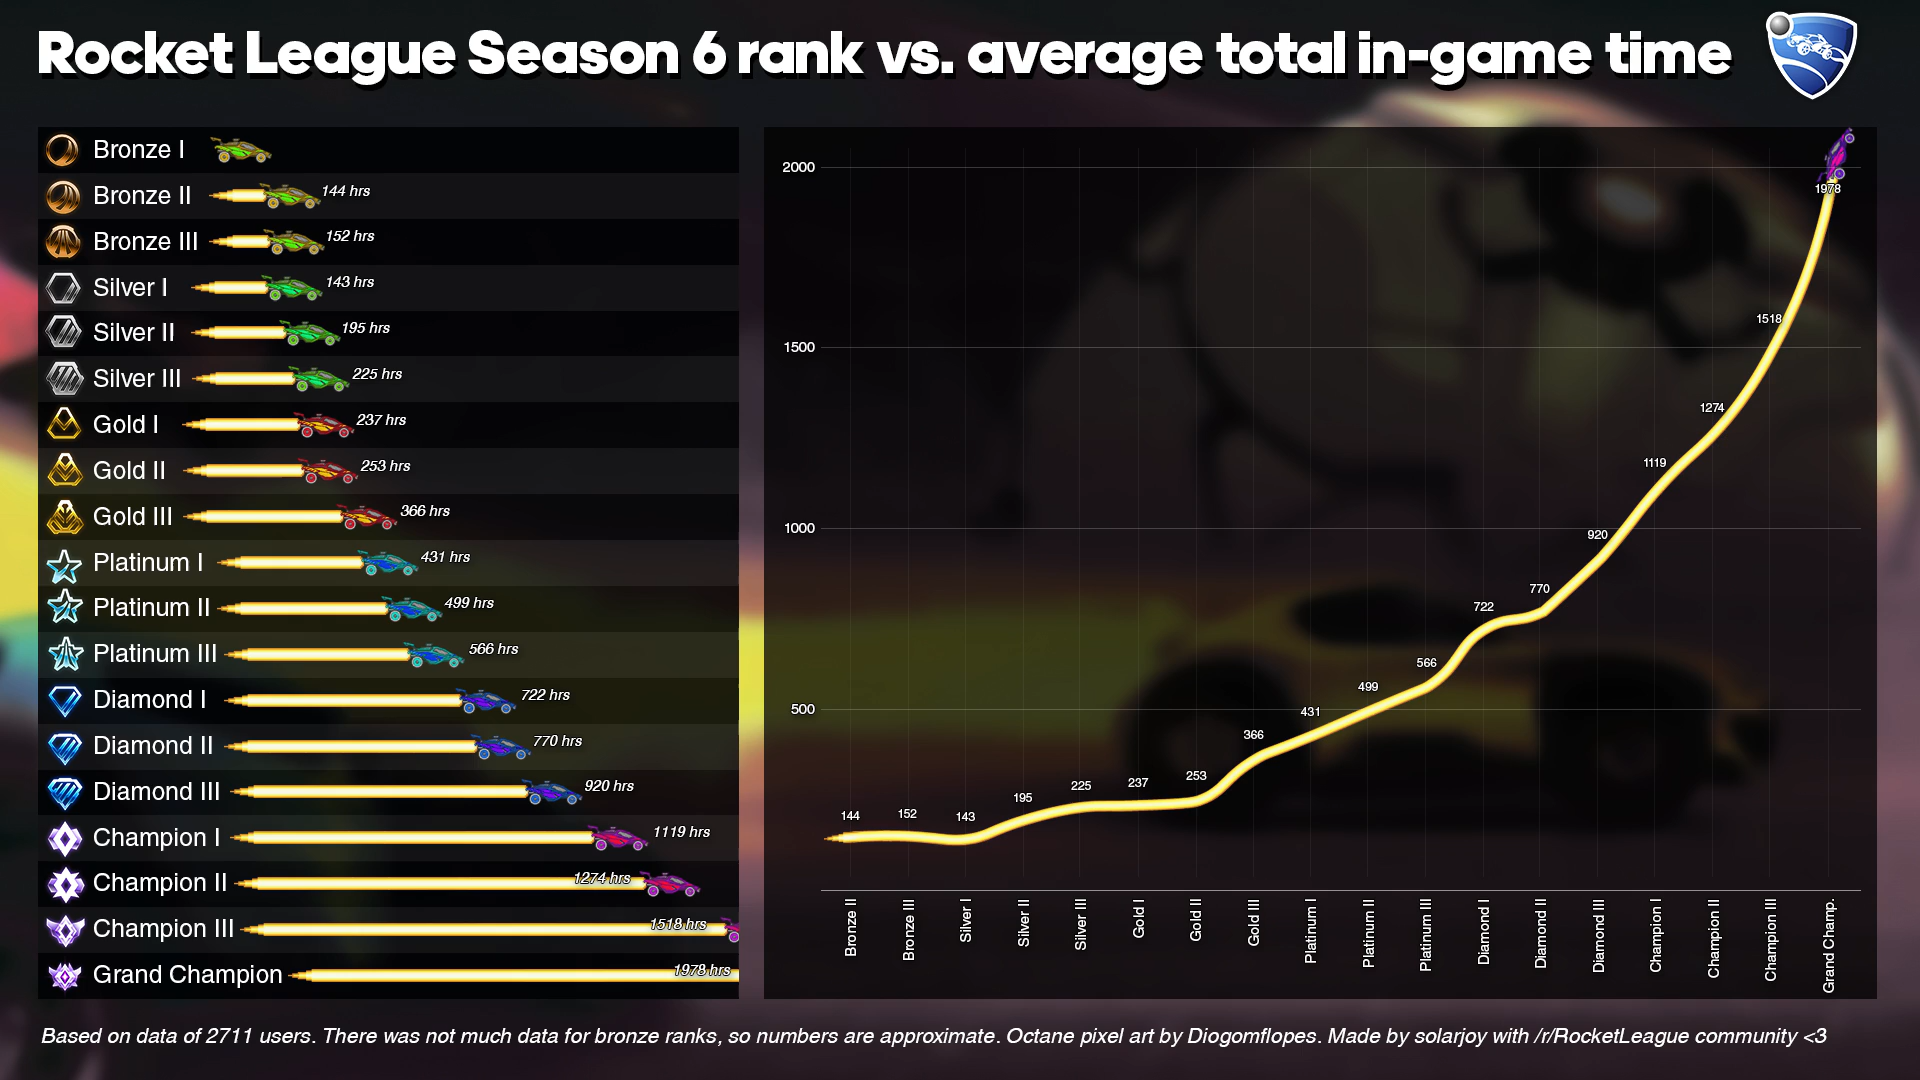 Rocket League Season 6 rank vs. average total in-game time
Bronze I
Bronze II 144 hrs
Bronze III 152 hrs
Silver I 143 hrs
Silver II 195 hrs
Silver III 225 hrs
Gold I 237 hrs
Gold II 253 hrs
Gold III 366 hrs
Platinum I 431 hrs
Platinum II 499 hrs
Platinum III 566 hrs
Diamond I 722 hrs
Diamond II 770 hrs
Diamond III 920 hrs
Champion I 1119 hrs
Champion II 1274 hrs
Champion III 1518 hrs
Grand Champion 1978 hrs
2000
1500
1000
500
144
152
143
195
225
237
253
366
431
499
566
722
770
920
1119
1274
1518
1978
Bronze II
Bronze III
Silver I
Silver II
Silver III
Gold I
Gold II
Gold III
Platinum I
Platinum II
Platinum III
Diamond I
Diamond II
Diamond III
Champion I
Champion II
Champion III
Grand Champ.
Based on data of 2711 users. There was not much data for bronze ranks, so numbers are approximate. Octane pixel art by Diogomflopes. Made by solarjoy with /r/RocketLeague community <3